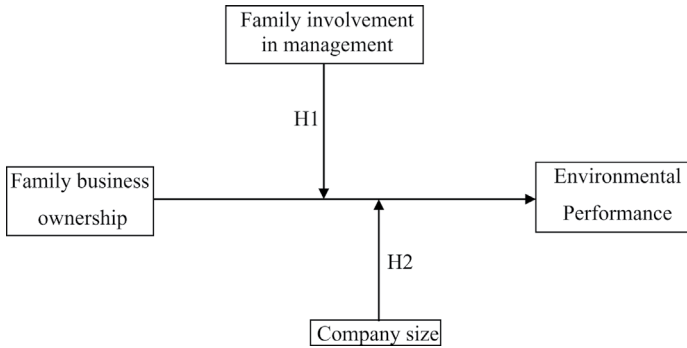 Family involvement
in management
H1
Family business
ownership
Environmental
Performance
H2
Company size